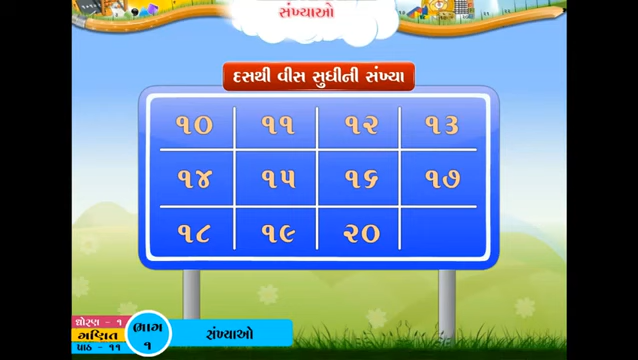 સંખ્યાઓ
દસથી વીસ સુધીની સંખ્યા
૧૦ ૧૧ ૧૨ ૧૩
૧૪ ૧૫ ૧૬ ૧૭
૧૮ ૧૯ ૨૦
ધોરણ - ૧
ગણિત
પાઠ - ૧૧
ભાગ
૧
સંખ્યાઓ